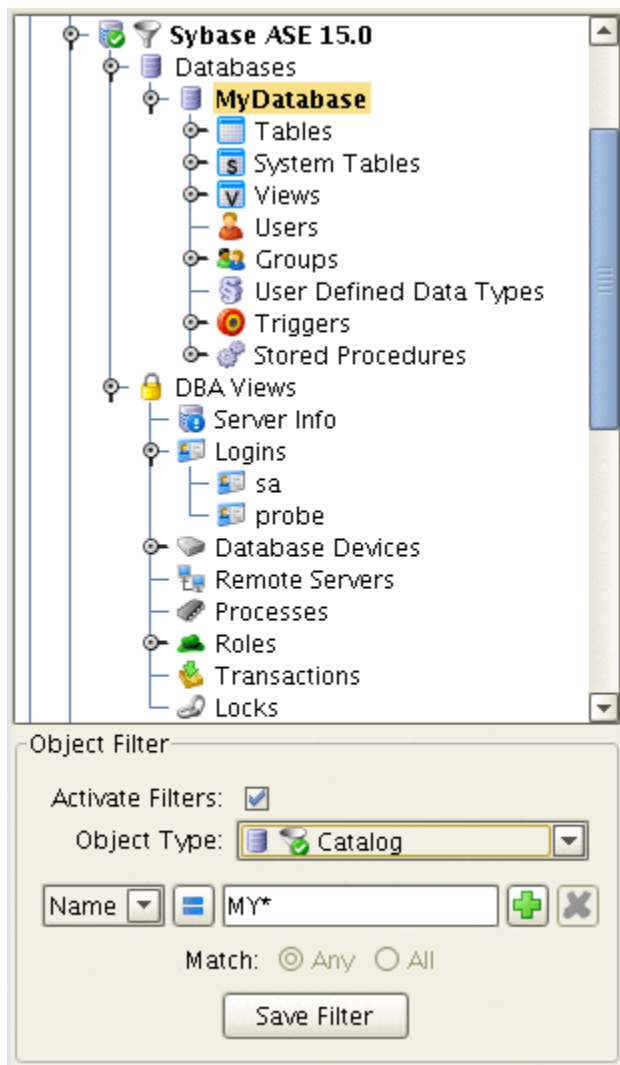 Sybase ASE 15.0
Databases
MyDatabase
Tables
System Tables
Views
Users
Groups
User Defined Data Types
Triggers
Stored Procedures
DBA Views
Server Info
Logins
sa
probe
Database Devices
Remote Servers
Processes
Roles
Transactions
Locks
Object Filter
Activate Filters:
Object Type: Catalog
Name = MY*
Match: Any All
Save Filter